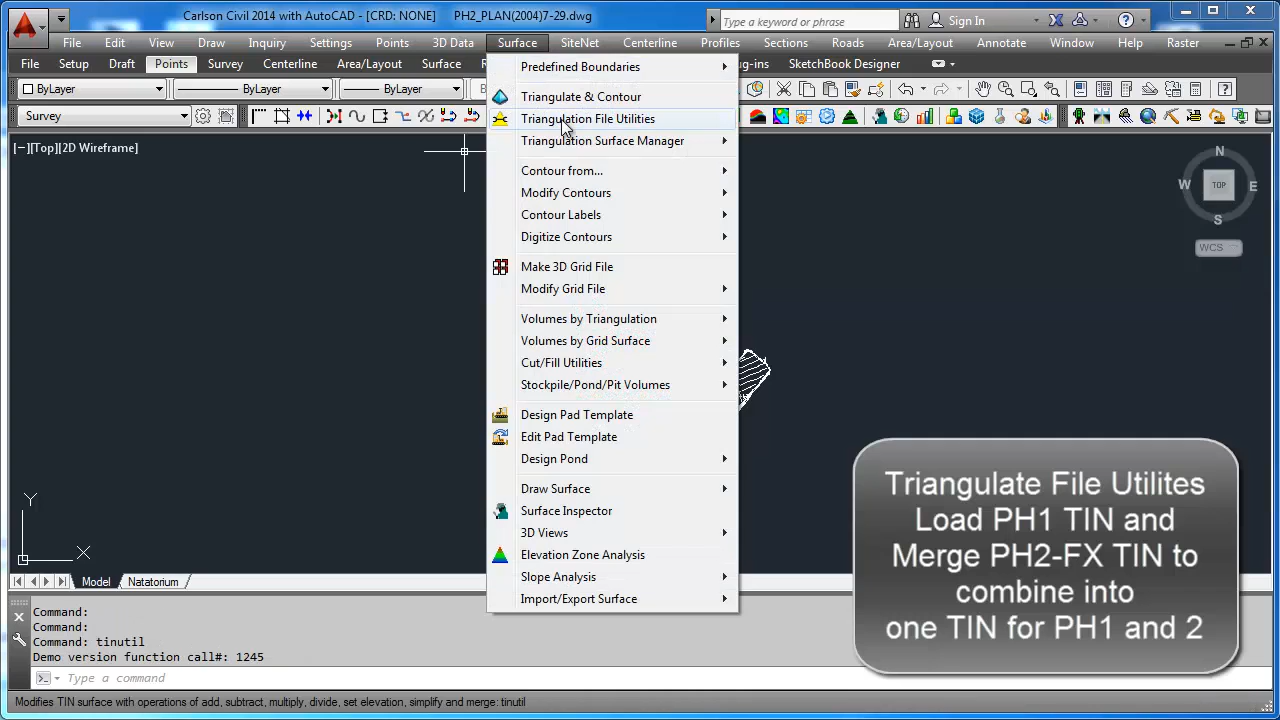 Carlson Civil 2014 with AutoCAD - [CRD: NONE] PH2_PLAN(2004)7-29.dwg
Type a keyword or phrase
Sign In
File Edit View Draw Inquiry Settings Points 3D Data Surface SiteNet Centerline Profiles Sections Roads Area/Layout Annotate Window Help Raster
File Setup Draft Points Survey Centerline Area/Layout Surface
ug-ins SketchBook Designer
ByLayer ByLayer ByLayer
Survey
[−][Top][2D Wireframe]
Predefined Boundaries
Triangulate & Contour
Triangulation File Utilities
Triangulation Surface Manager
Contour from...
Modify Contours
Contour Labels
Digitize Contours
Make 3D Grid File
Modify Grid File
Volumes by Triangulation
Volumes by Grid Surface
Cut/Fill Utilities
Stockpile/Pond/Pit Volumes
Design Pad Template
Edit Pad Template
Design Pond
Draw Surface
Surface Inspector
3D Views
Elevation Zone Analysis
Slope Analysis
Import/Export Surface
N
W TOP E
S
WCS
Triangulate File Utilites
Load PH1 TIN and
Merge PH2-FX TIN to
combine into
one TIN for PH1 and 2
Y
X
Model Natatorium
Command:
Command:
Command: tinutil
Demo version function call#: 1245
Type a command
Modifies TIN surface with operations of add, subtract, multiply, divide, set elevation, simplify and merge: tinutil